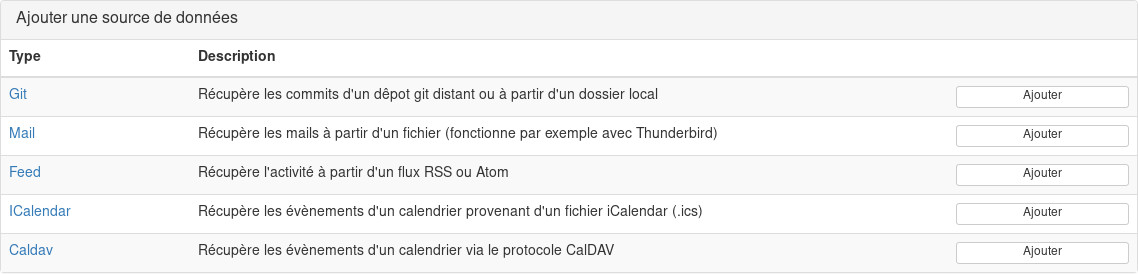 Ajouter une source de données
Type Description
Git Récupère les commits d'un dêpot git distant ou à partir d'un dossier local Ajouter
Mail Récupère les mails à partir d'un fichier (fonctionne par exemple avec Thunderbird) Ajouter
Feed Récupère l'activité à partir d'un flux RSS ou Atom Ajouter
ICalendar Récupère les évènements d'un calendrier provenant d'un fichier iCalendar (.ics) Ajouter
Caldav Récupère les évènements d'un calendrier via le protocole CalDAV Ajouter